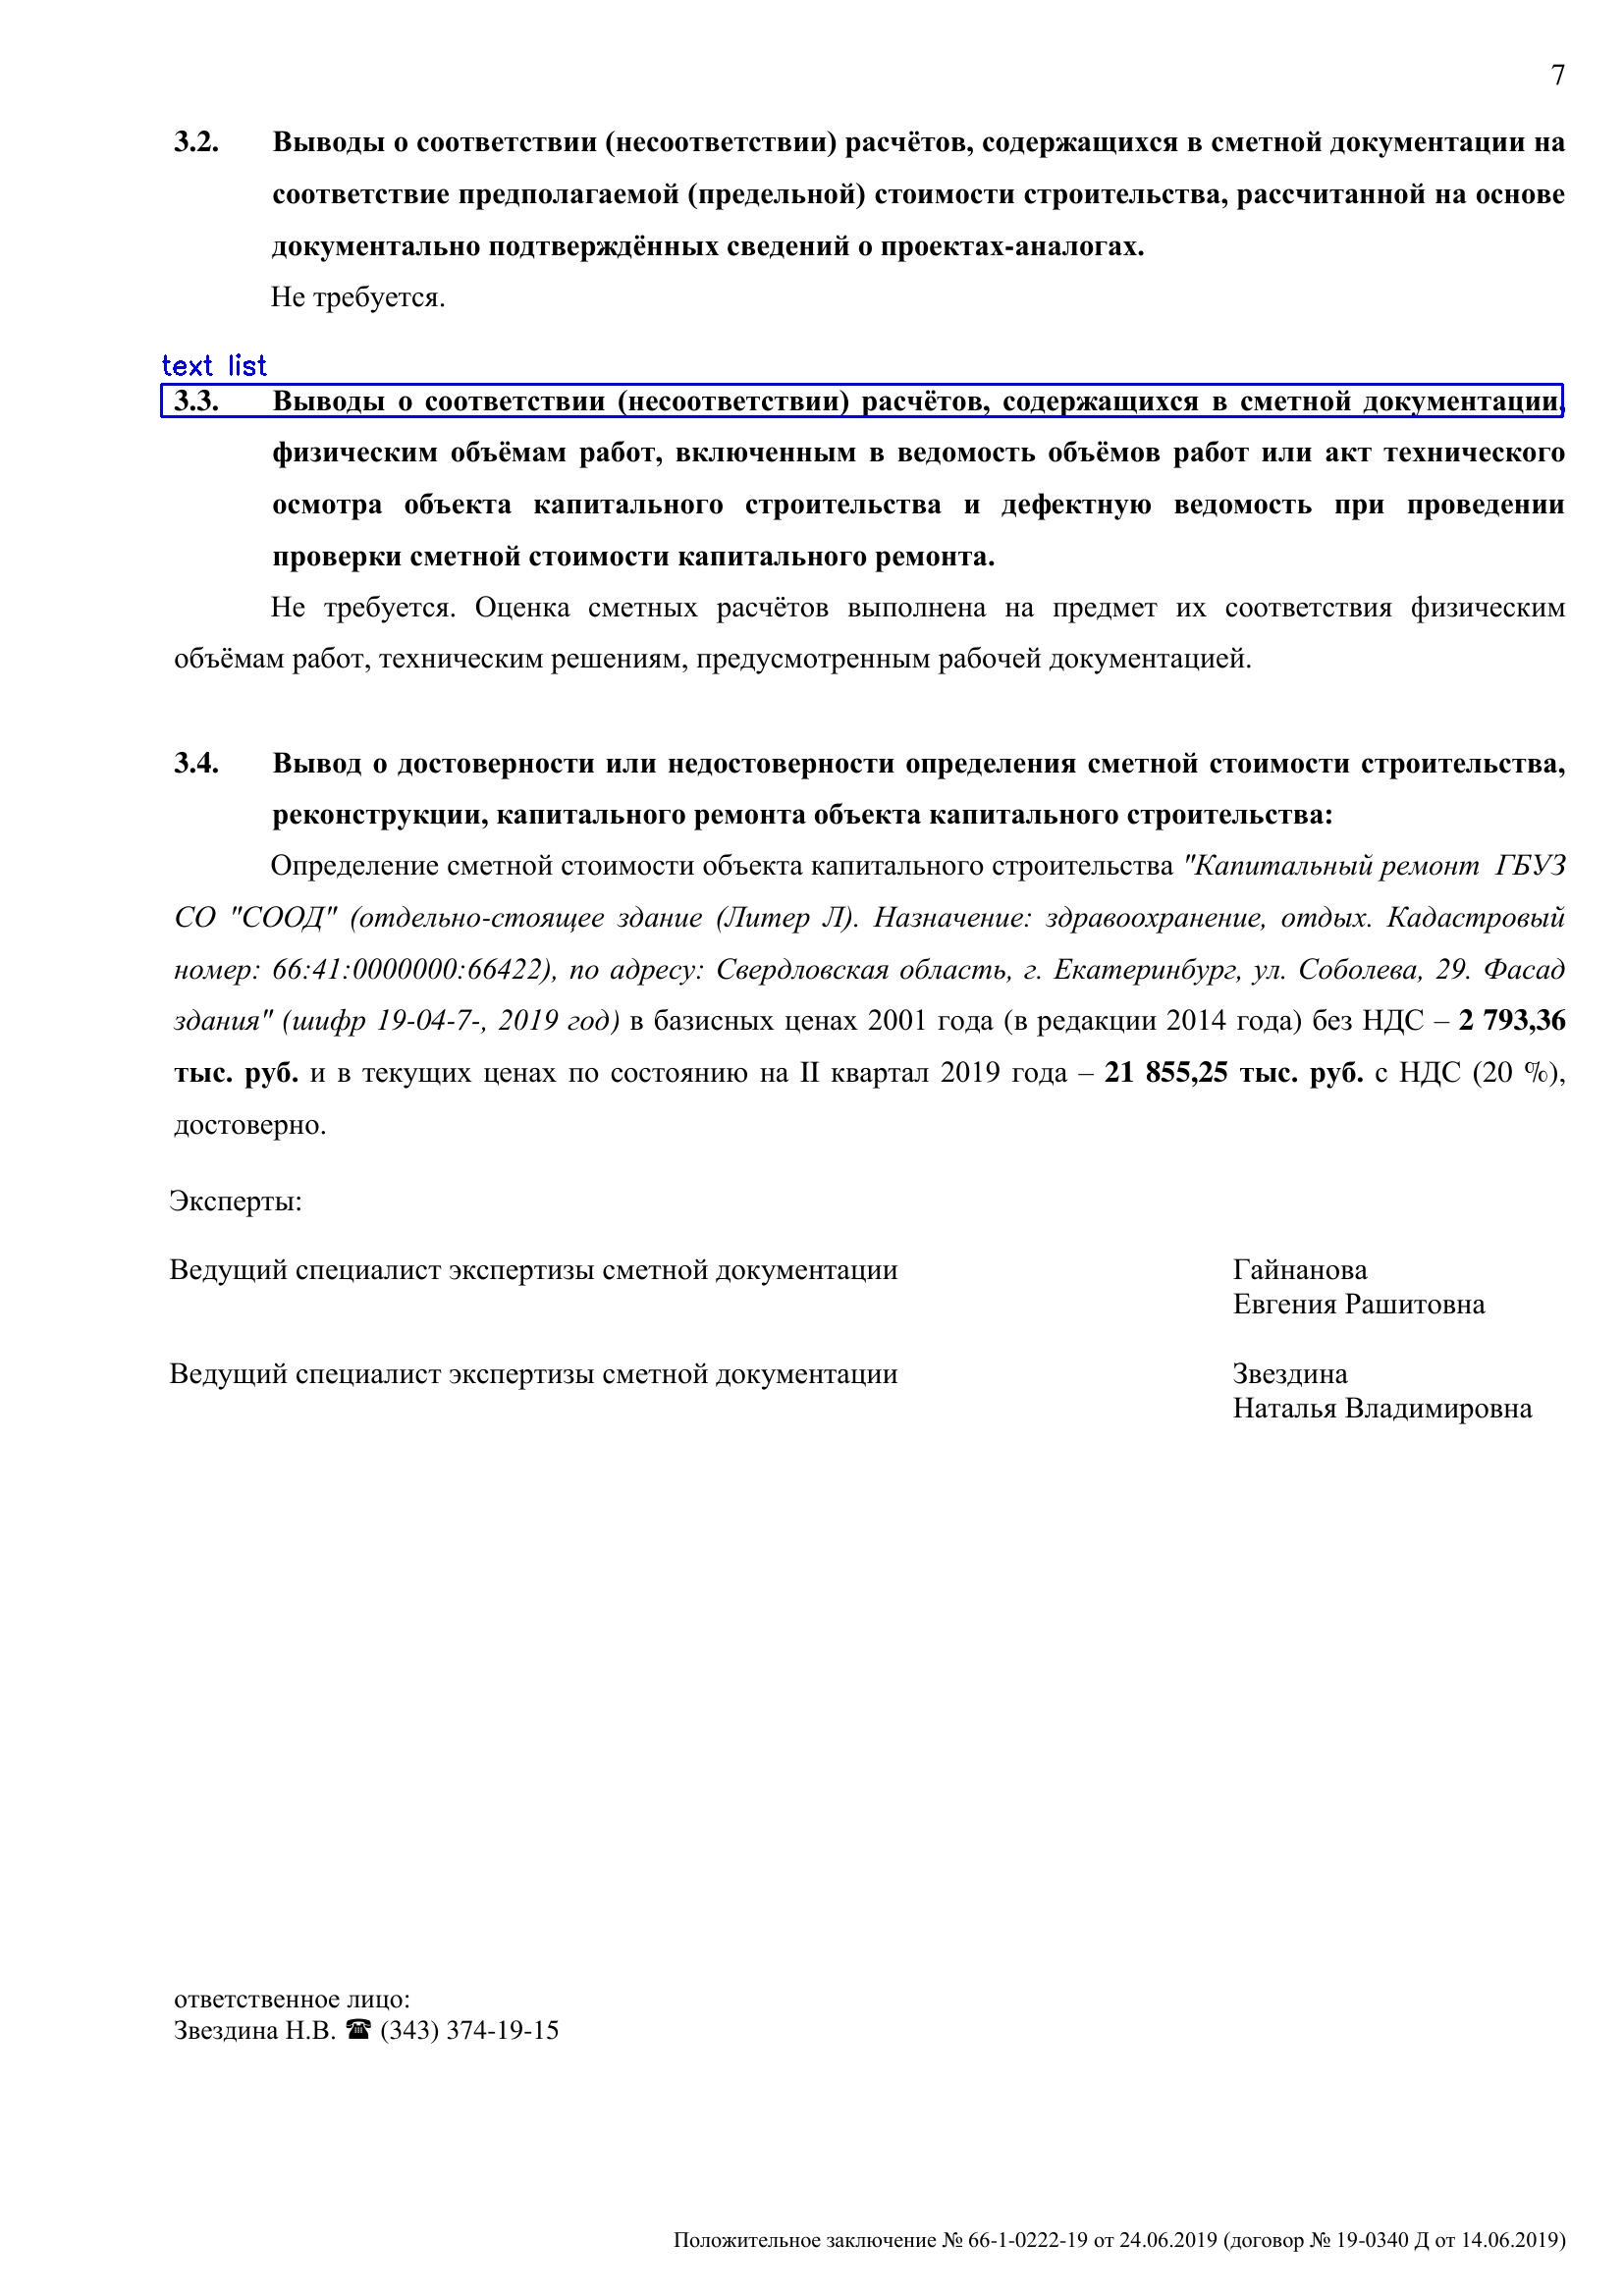 7
3.2. Выводы о соответствии (несоответствии) расчётов, содержащихся в сметной документации на
соответствие предполагаемой (предельной) стоимости строительства, рассчитанной на основе
документально подтверждённых сведений о проектах-аналогах.
Не требуется.
text list
3.3. Выводы о соответствии (несоответствии) расчётов, содержащихся в сметной документации,
физическим объёмам работ, включенным в ведомость объёмов работ или акт технического
осмотра объекта капитального строительства и дефектную ведомость при проведении
проверки сметной стоимости капитального ремонта.
Не требуется. Оценка сметных расчётов выполнена на предмет их соответствия физическим
объёмам работ, техническим решениям, предусмотренным рабочей документацией.
3.4. Вывод о достоверности или недостоверности определения сметной стоимости строительства,
реконструкции, капитального ремонта объекта капитального строительства:
Определение сметной стоимости объекта капитального строительства "Капитальный ремонт ГБУЗ
СО "СООД" (отдельно-стоящее здание (Литер Л). Назначение: здравоохранение, отдых. Кадастровый
номер: 66:41:0000000:66422), по адресу: Свердловская область, г. Екатеринбург, ул. Соболева, 29. Фасад
здания" (шифр 19-04-7-, 2019 год) в базисных ценах 2001 года (в редакции 2014 года) без НДС – 2 793,36
тыс. руб. и в текущих ценах по состоянию на II квартал 2019 года – 21 855,25 тыс. руб. с НДС (20 %),
достоверно.
Эксперты:
Ведущий специалист экспертизы сметной документации Гайнанова
Евгения Рашитовна
Ведущий специалист экспертизы сметной документации Звездина
Наталья Владимировна
ответственное лицо:
Звездина Н.В. ☎ (343) 374-19-15
Положительное заключение № 66-1-0222-19 от 24.06.2019 (договор № 19-0340 Д от 14.06.2019)